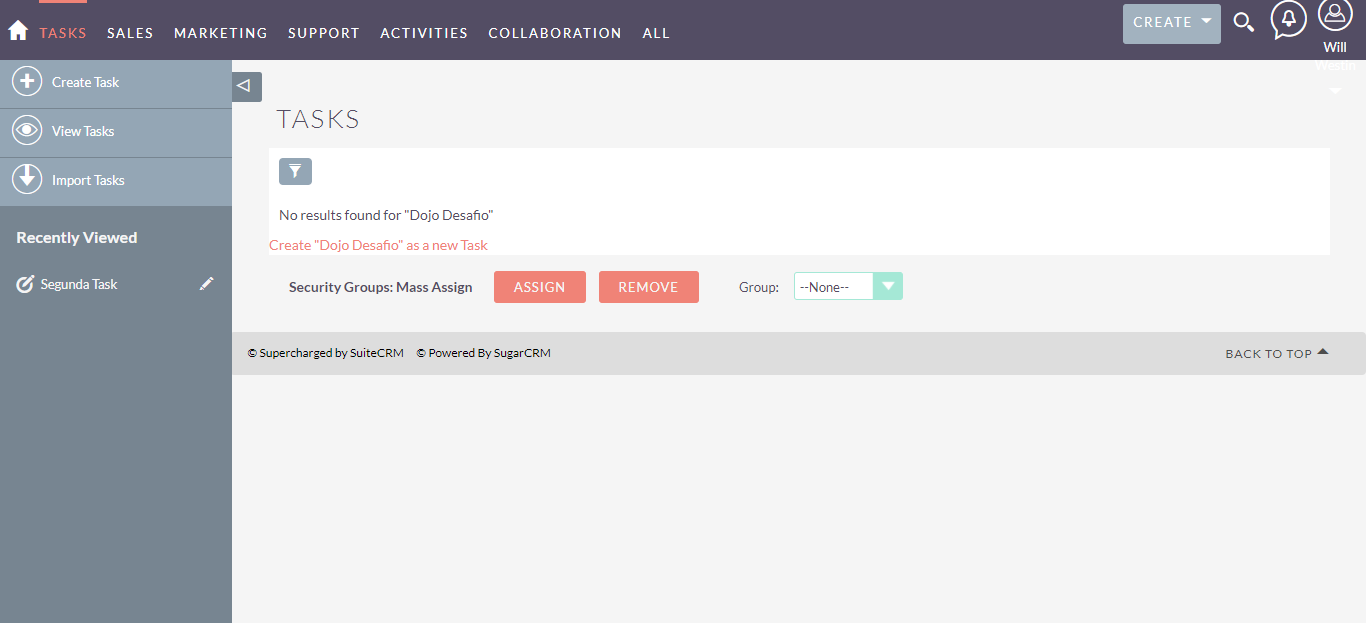 TASKS SALES MARKETING SUPPORT ACTIVITIES COLLABORATION ALL CREATE
Will
Westin
Create Task
View Tasks
Import Tasks
Recently Viewed
Segunda Task
TASKS
No results found for "Dojo Desafio"
Create "Dojo Desafio" as a new Task
Security Groups: Mass Assign ASSIGN REMOVE Group: --None--
© Supercharged by SuiteCRM © Powered By SugarCRM BACK TO TOP